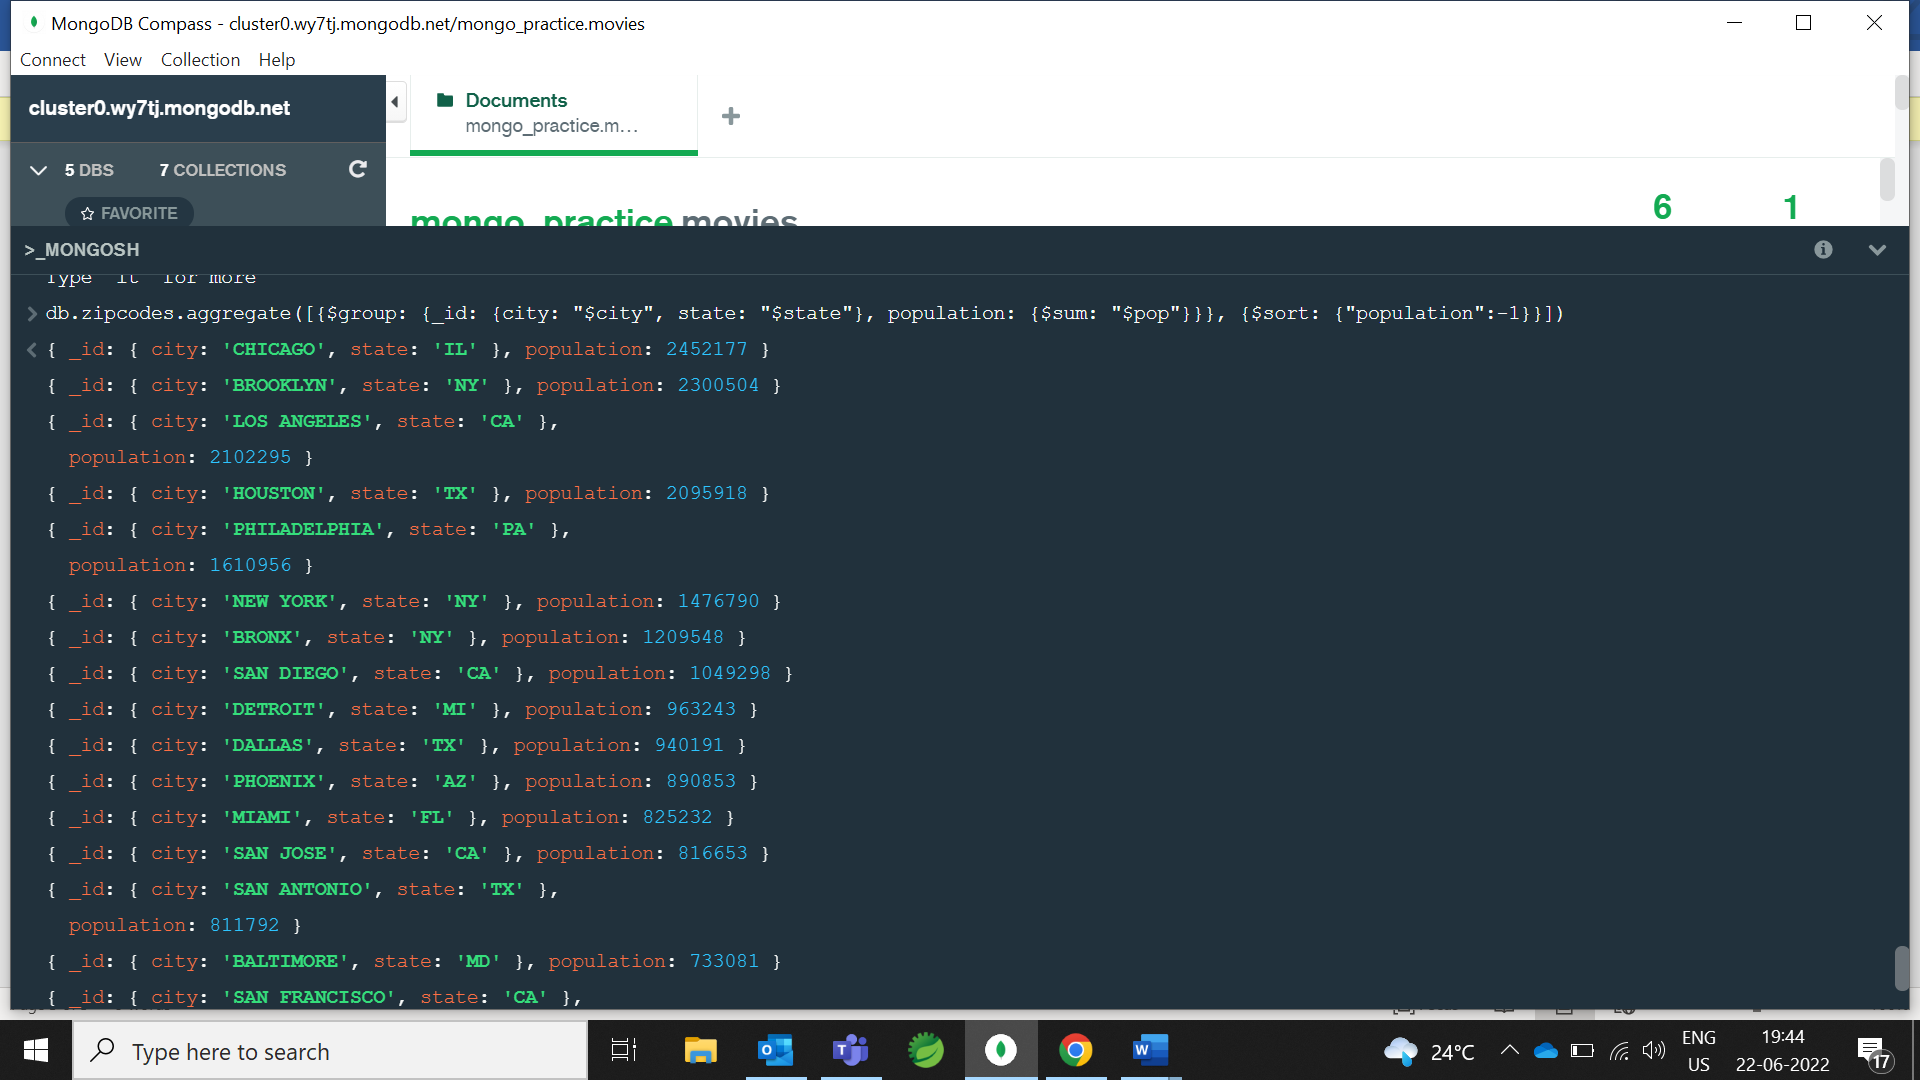 MongoDB Compass - cluster0.wy7tj.mongodb.net/mongo_practice.movies
Connect View Collection Help
cluster0.wy7tj.mongodb.net
Documents
mongo_practice.m...
5 DBS 7 COLLECTIONS
FAVORITE
mongo_practice.movies
6 1
>_MONGOSH
Type it for more
db.zipcodes.aggregate([{$group: {_id: {city: "$city", state: "$state"}, population: {$sum: "$pop"}}}, {$sort: {"population":-1}}])
{ _id: { city: 'CHICAGO', state: 'IL' }, population: 2452177 }
{ _id: { city: 'BROOKLYN', state: 'NY' }, population: 2300504 }
{ _id: { city: 'LOS ANGELES', state: 'CA' },
population: 2102295 }
{ _id: { city: 'HOUSTON', state: 'TX' }, population: 2095918 }
{ _id: { city: 'PHILADELPHIA', state: 'PA' },
population: 1610956 }
{ _id: { city: 'NEW YORK', state: 'NY' }, population: 1476790 }
{ _id: { city: 'BRONX', state: 'NY' }, population: 1209548 }
{ _id: { city: 'SAN DIEGO', state: 'CA' }, population: 1049298 }
{ _id: { city: 'DETROIT', state: 'MI' }, population: 963243 }
{ _id: { city: 'DALLAS', state: 'TX' }, population: 940191 }
{ _id: { city: 'PHOENIX', state: 'AZ' }, population: 890853 }
{ _id: { city: 'MIAMI', state: 'FL' }, population: 825232 }
{ _id: { city: 'SAN JOSE', state: 'CA' }, population: 816653 }
{ _id: { city: 'SAN ANTONIO', state: 'TX' },
population: 811792 }
{ _id: { city: 'BALTIMORE', state: 'MD' }, population: 733081 }
{ _id: { city: 'SAN FRANCISCO', state: 'CA' },
Type here to search
24°C
ENG
US
19:44
22-06-2022
17